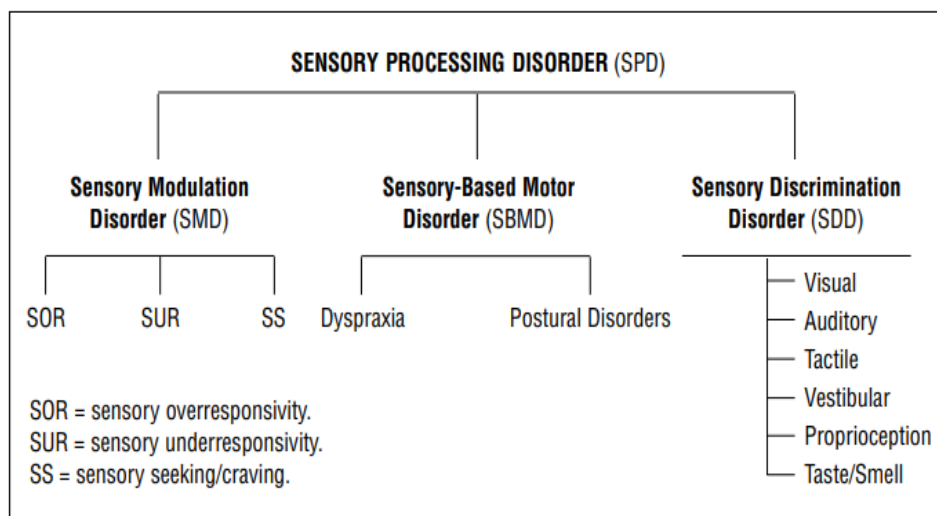 SENSORY PROCESSING DISORDER (SPD)
Sensory Modulation
Disorder (SMD)
Sensory-Based Motor
Disorder (SBMD)
Sensory Discrimination
Disorder (SDD)
SOR
SUR
SS
Dyspraxia
Postural Disorders
Visual
Auditory
Tactile
Vestibular
Proprioception
Taste/Smell
SOR = sensory overresponsivity.
SUR = sensory underresponsivity.
SS = sensory seeking/craving.